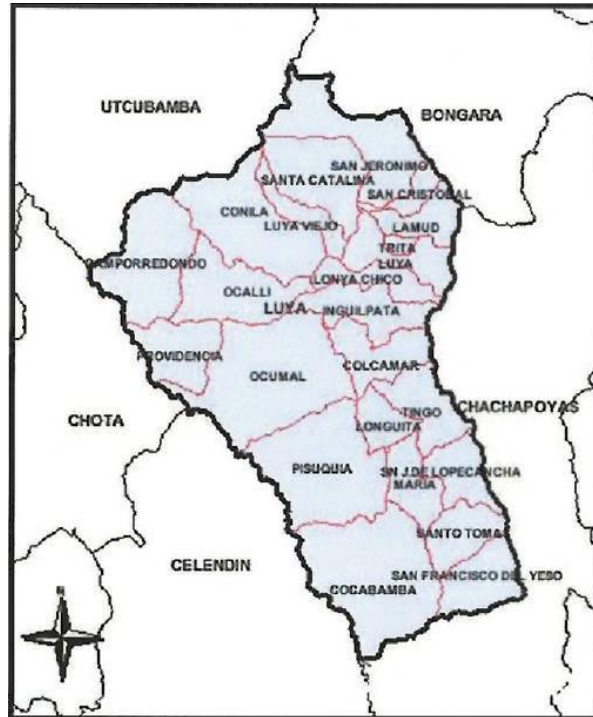 UTCUBAMBA
BONGARA
SAN JERONIMO
SANTA CATALINA
SAN CRISTOBAL
CONILA
LUYA VIEJO
LAMUD
TRITA
LUYA
CAMPORREDONDO
LONYA CHICO
OCALLI
LUYA
INGUILPATA
PROVIDENCIA
COLCAMAR
OCUMAL
CHACHAPOYAS
TINGO
CHOTA
LONGUITA
PISUQUIA
SN J.DE LOPECANCHA
MARIA
SANTO TOMA
CELENDIN
SAN FRANCISCO DEL YESO
COCABAMBA
N